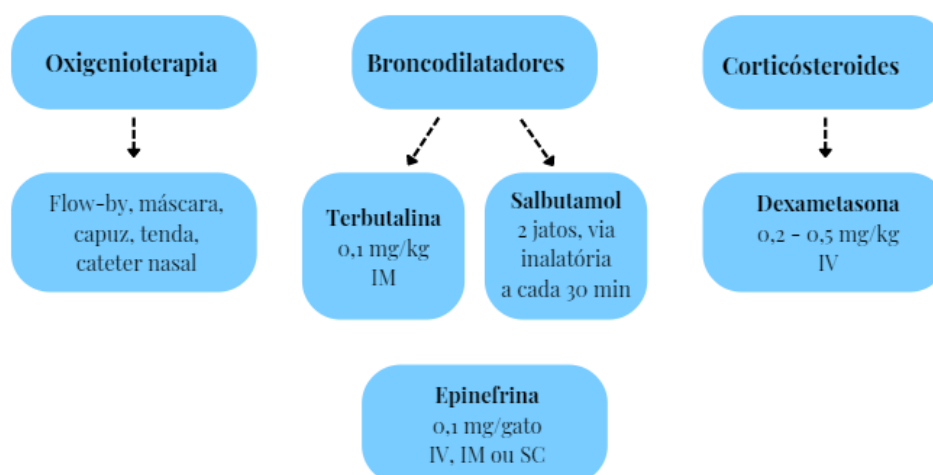 Oxigenioterapia
Flow-by, máscara,
capuz, tenda,
cateter nasal
Broncodilatadores
Terbutalina
0,1 mg/kg
IM
Salbutamol
2 jatos, via
inalatória
a cada 30 min
Corticósteroides
Dexametasona
0,2 - 0,5 mg/kg
IV
Epinefrina
0,1 mg/gato
IV, IM ou SC